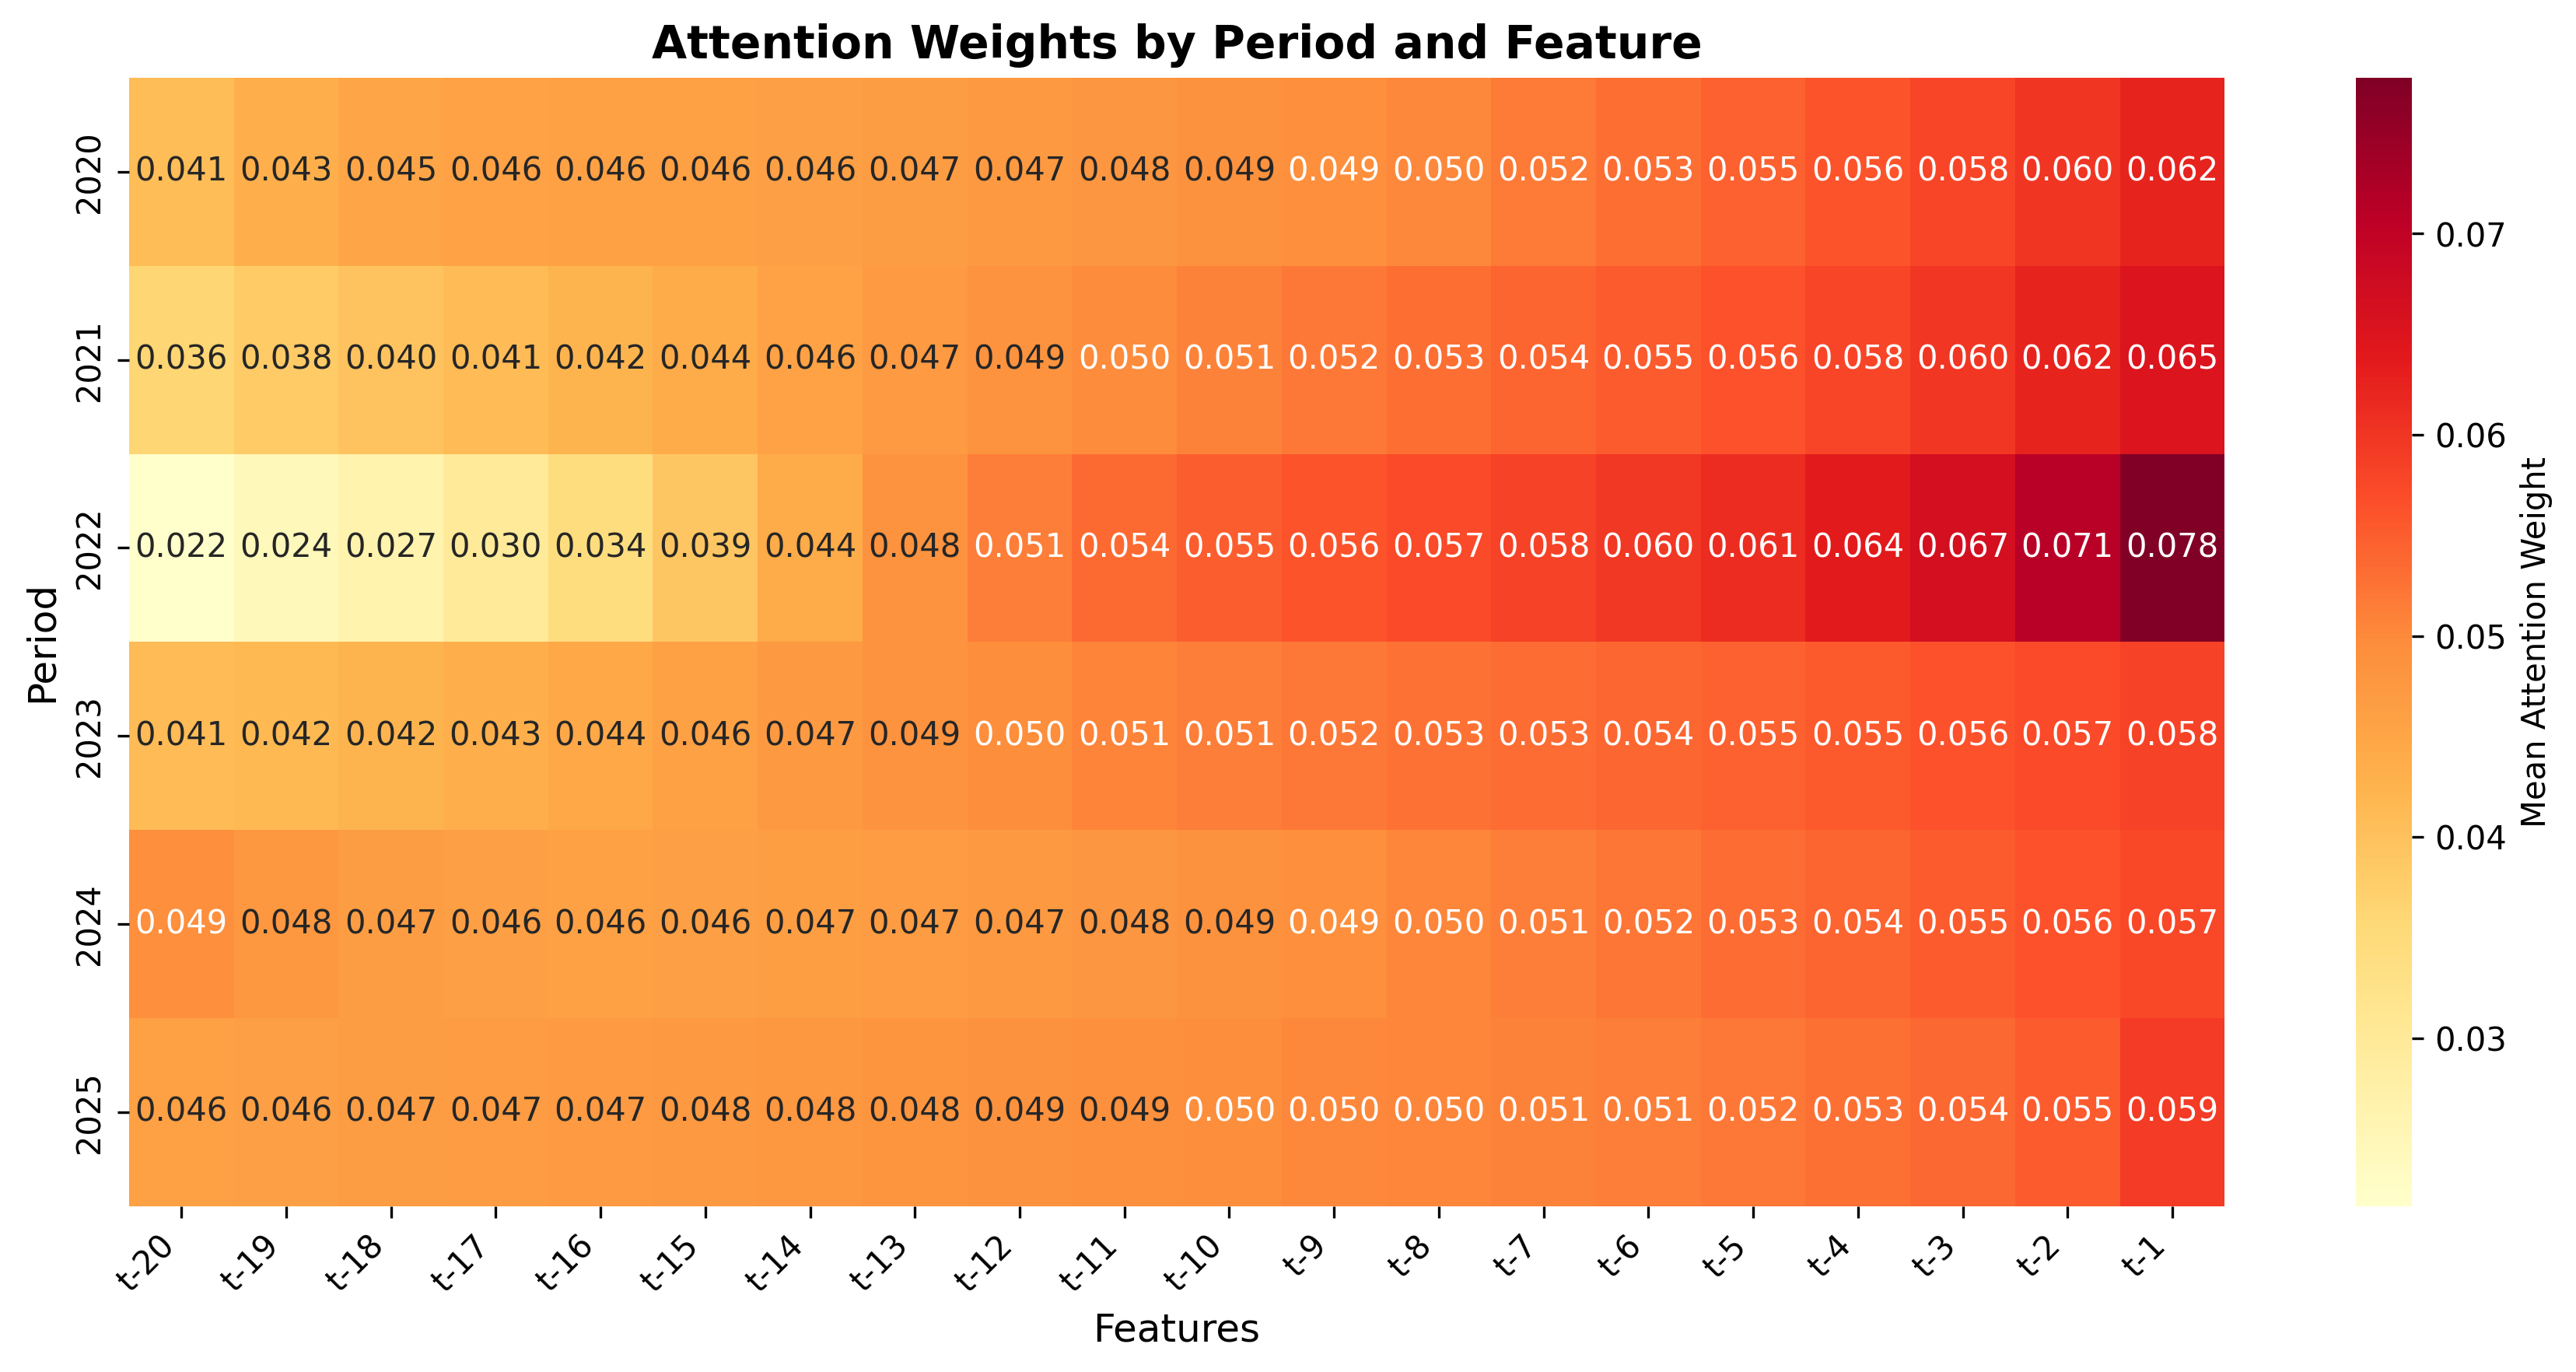 Attention Weights by Period and Feature
Period
2020 0.041 0.043 0.045 0.046 0.046 0.046 0.046 0.047 0.047 0.048 0.049 0.049 0.050 0.052 0.053 0.055 0.056 0.058 0.060 0.062
2021 0.036 0.038 0.040 0.041 0.042 0.044 0.046 0.047 0.049 0.050 0.051 0.052 0.053 0.054 0.055 0.056 0.058 0.060 0.062 0.065
2022 0.022 0.024 0.027 0.030 0.034 0.039 0.044 0.048 0.051 0.054 0.055 0.056 0.057 0.058 0.060 0.061 0.064 0.067 0.071 0.078
2023 0.041 0.042 0.042 0.043 0.044 0.046 0.047 0.049 0.050 0.051 0.051 0.052 0.053 0.053 0.054 0.055 0.055 0.056 0.057 0.058
2024 0.049 0.048 0.047 0.046 0.046 0.046 0.047 0.047 0.047 0.048 0.049 0.049 0.050 0.051 0.052 0.053 0.054 0.055 0.056 0.057
2025 0.046 0.046 0.047 0.047 0.047 0.048 0.048 0.048 0.049 0.049 0.050 0.050 0.050 0.051 0.051 0.052 0.053 0.054 0.055 0.059
t-20 t-19 t-18 t-17 t-16 t-15 t-14 t-13 t-12 t-11 t-10 t-9 t-8 t-7 t-6 t-5 t-4 t-3 t-2 t-1
Features
0.07
0.06
0.05
0.04
0.03
Mean Attention Weight